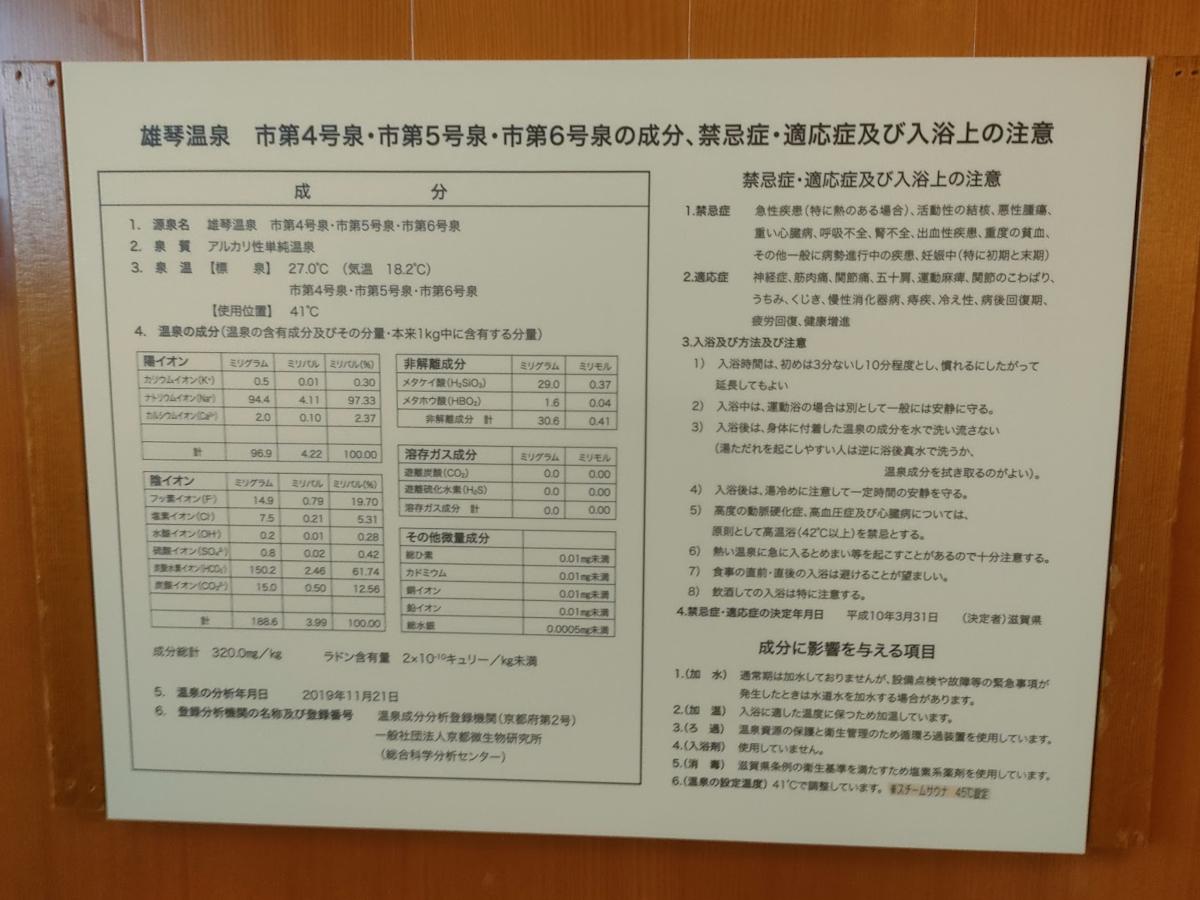 雄琴温泉　市第4号泉・市第5号泉・市第6号泉の成分、禁忌症・適応症及び入浴上の注意
成　分
1. 源泉名　雄琴温泉　市第4号泉・市第5号泉・市第6号泉
2. 泉　質　アルカリ性単純温泉
3. 泉　温　【標　泉】　27.0℃　（気温　18.2℃）
市第4号泉・市第5号泉・市第6号泉
【使用位置】　41℃
4. 温泉の成分（温泉の含有成分及びその分量・本来1kg中に含有する分量）
陽イオン　ミリグラム　ミリバル　ミリバル(%)
カリウムイオン(K⁺)　0.5　0.01　0.30
ナトリウムイオン(Na⁺)　94.4　4.11　97.33
カルシウムイオン(Ca²⁺)　2.0　0.10　2.37
計　96.9　4.22　100.00
陰イオン　ミリグラム　ミリバル　ミリバル(%)
フッ素イオン(F⁻)　14.9　0.79　19.70
塩素イオン(Cl⁻)　7.5　0.21　5.31
水酸イオン(OH⁻)　0.2　0.01　0.28
硫酸イオン(SO₄²⁻)　0.8　0.02　0.42
炭酸水素イオン(HCO₃⁻)　150.2　2.46　61.74
炭酸イオン(CO₃²⁻)　15.0　0.50　12.56
計　188.6　3.99　100.00
非解離成分　ミリグラム　ミリモル
メタケイ酸(H₂SiO₃)　29.0　0.37
メタホウ酸(HBO₂)　1.6　0.04
非解離成分　計　30.6　0.41
溶存ガス成分　ミリグラム　ミリモル
遊離炭酸(CO₂)　0.0　0.00
遊離硫化水素(H₂S)　0.0　0.00
溶存ガス成分　計　0.0　0.00
その他微量成分
総ひ素　0.01㎎未満
カドミウム　0.01㎎未満
銅イオン　0.01㎎未満
鉛イオン　0.01㎎未満
総水銀　0.0005㎎未満
成分総計　320.0㎎／㎏　ラドン含有量　2×10⁻¹⁰キュリー／㎏未満
5. 温泉の分析年月日　2019年11月21日
6. 登録分析機関の名称及び登録番号　温泉成分分析登録機関（京都府第2号）
一般社団法人京都微生物研究所
（総合科学分析センター）
禁忌症・適応症及び入浴上の注意
1.禁忌症　急性疾患（特に熱のある場合）、活動性の結核、悪性腫瘍、
重い心臓病、呼吸不全、腎不全、出血性疾患、重度の貧血、
その他一般に病勢進行中の疾患、妊娠中（特に初期と末期）
2.適応症　神経症、筋肉痛、関節痛、五十肩、運動麻痺、関節のこわばり、
うちみ、くじき、慢性消化器病、痔疾、冷え性、病後回復期、
疲労回復、健康増進
3.入浴及び方法及び注意
1）　入浴時間は、初めは3分ないし10分程度とし、慣れるにしたがって
延長してもよい
2）　入浴中は、運動浴の場合は別として一般には安静に守る。
3）　入浴後は、身体に付着した温泉の成分を水で洗い流さない
（湯ただれを起こしやすい人は逆に浴後真水で洗うか、
温泉成分を拭き取るのがよい）。
4）　入浴後は、湯冷めに注意して一定時間の安静を守る。
5）　高度の動脈硬化症、高血圧症及び心臓病については、
原則として高温浴（42℃以上）を禁忌とする。
6）　熱い温泉に急に入るとめまい等を起こすことがあるので十分注意する。
7）　食事の直前・直後の入浴は避けることが望ましい。
8）　飲酒しての入浴は特に注意する。
4.禁忌症・適応症の決定年月日　平成10年3月31日　（決定者）滋賀県
成分に影響を与える項目
1.（加　水）　通常期は加水しておりませんが、設備点検や故障等の緊急事項が
発生したときは水道水を加水する場合があります。
2.（加　温）　入浴に適した温度に保つため加温しています。
3.（ろ　過）　温泉資源の保護と衛生管理のため循環ろ過装置を使用しています。
4.（入浴剤）　使用していません。
5.（消　毒）　滋賀県条例の衛生基準を満たすため塩素系薬剤を使用しています。
6.（温泉の設定温度）　41℃で調整しています。　スチームサウナ　45℃設定